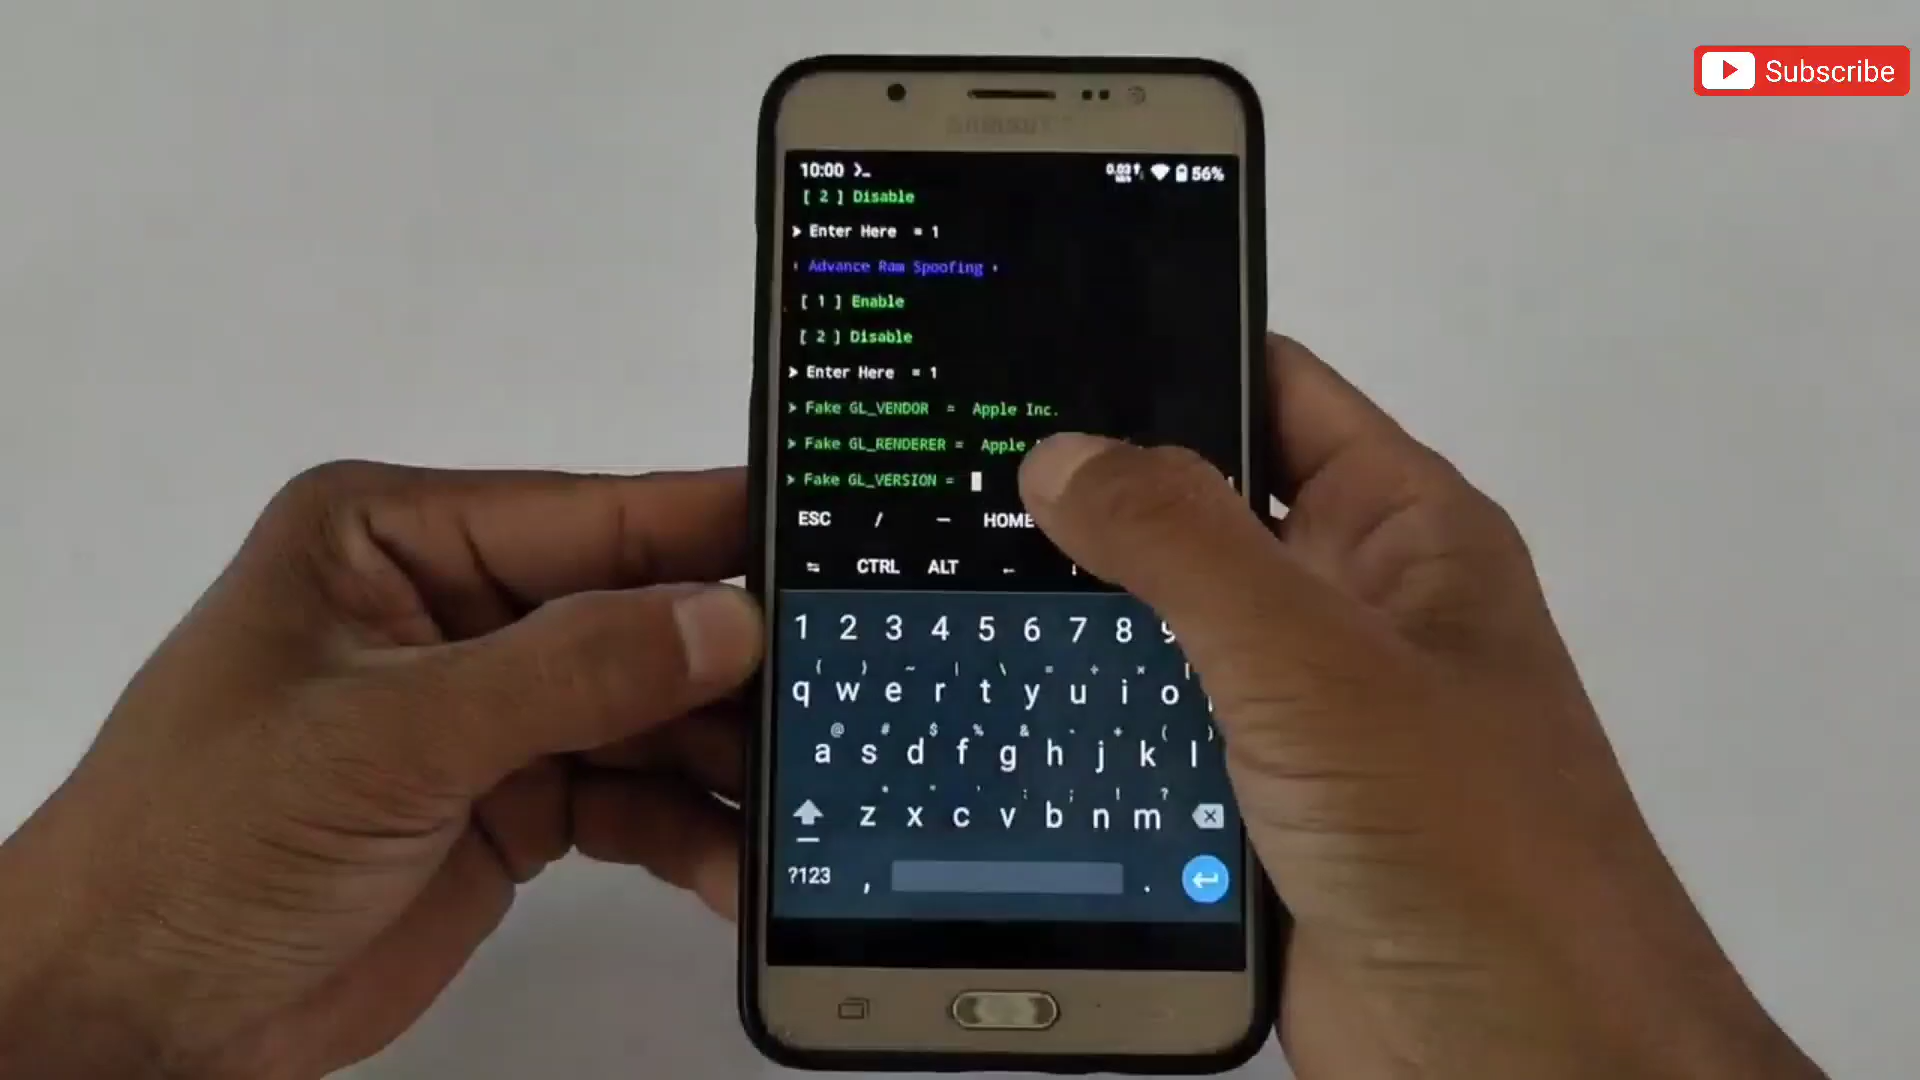 Subscribe
SAMSUNG
10:00
56%
[ 2 ] Disable
> Enter Here = 1
Advance Ram Spoofing
[ 1 ] Enable
[ 2 ] Disable
> Enter Here = 1
> Fake GL_VENDOR = Apple Inc.
> Fake GL_RENDERER = Apple
> Fake GL_VERSION =
ESC / — HOME
⇆ CTRL ALT ←
1 2 3 4 5 6 7 8 9
{ } ~ | \ = ÷ × [
q w e r t y u i o
@ # $ % & - + ( )
a s d f g h j k l
* " ' : ; ! ?
z x c v b n m
?123 , .